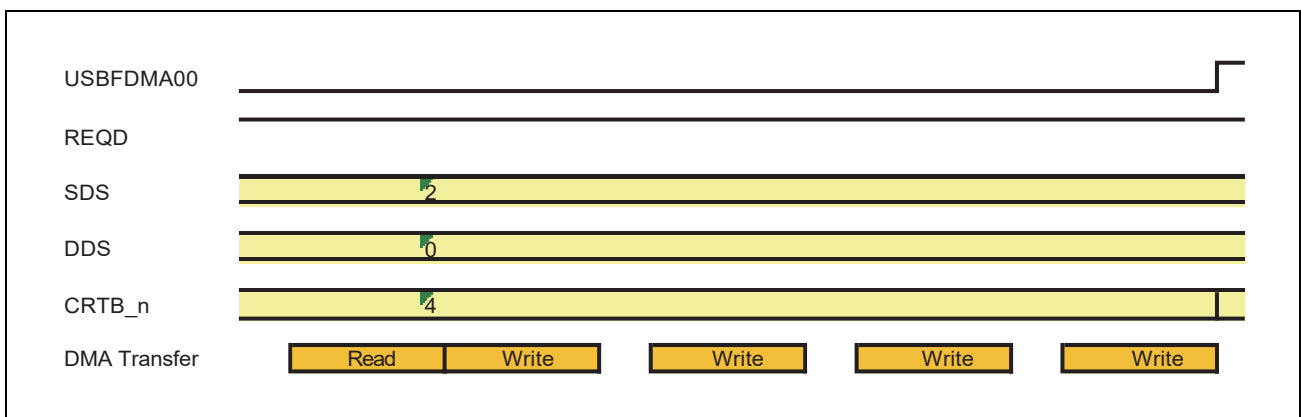 USBFDMA00
REQD
SDS 2
DDS 0
CRTB_n 4
DMA Transfer Read Write Write Write Write